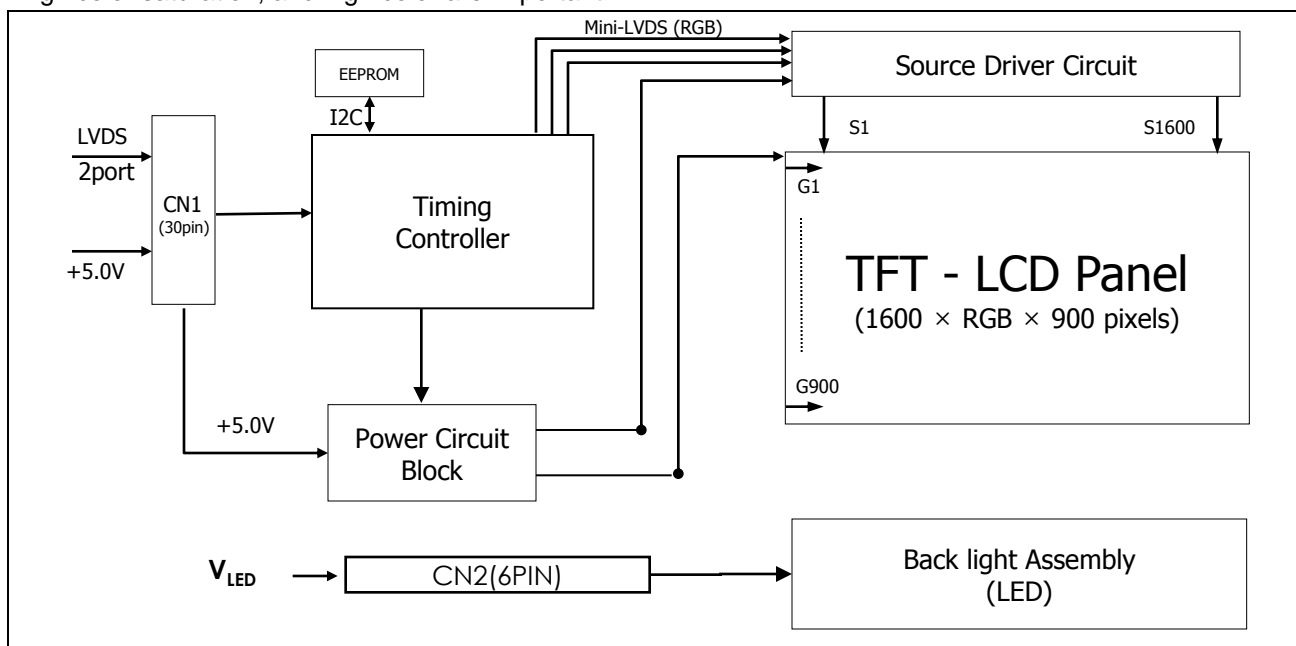 Mini-LVDS (RGB)
EEPROM
I2C
Source Driver Circuit
S1
S1600
LVDS
2port
CN1
(30pin)
+5.0V
Timing
Controller
G1
TFT - LCD Panel
(1600 × RGB × 900 pixels)
G900
+5.0V
Power Circuit
Block
VLED
CN2(6PIN)
Back light Assembly
(LED)